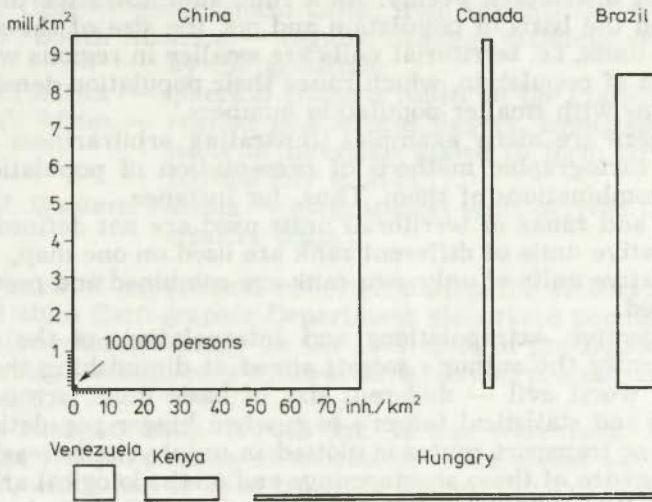 China
Canada
Brazil
mill.km²
9
8
7
6
5
4
3
2
1
100 000 persons
0 10 20 30 40 50 60 70 inh./km²
Venezuela
Kenya
Hungary